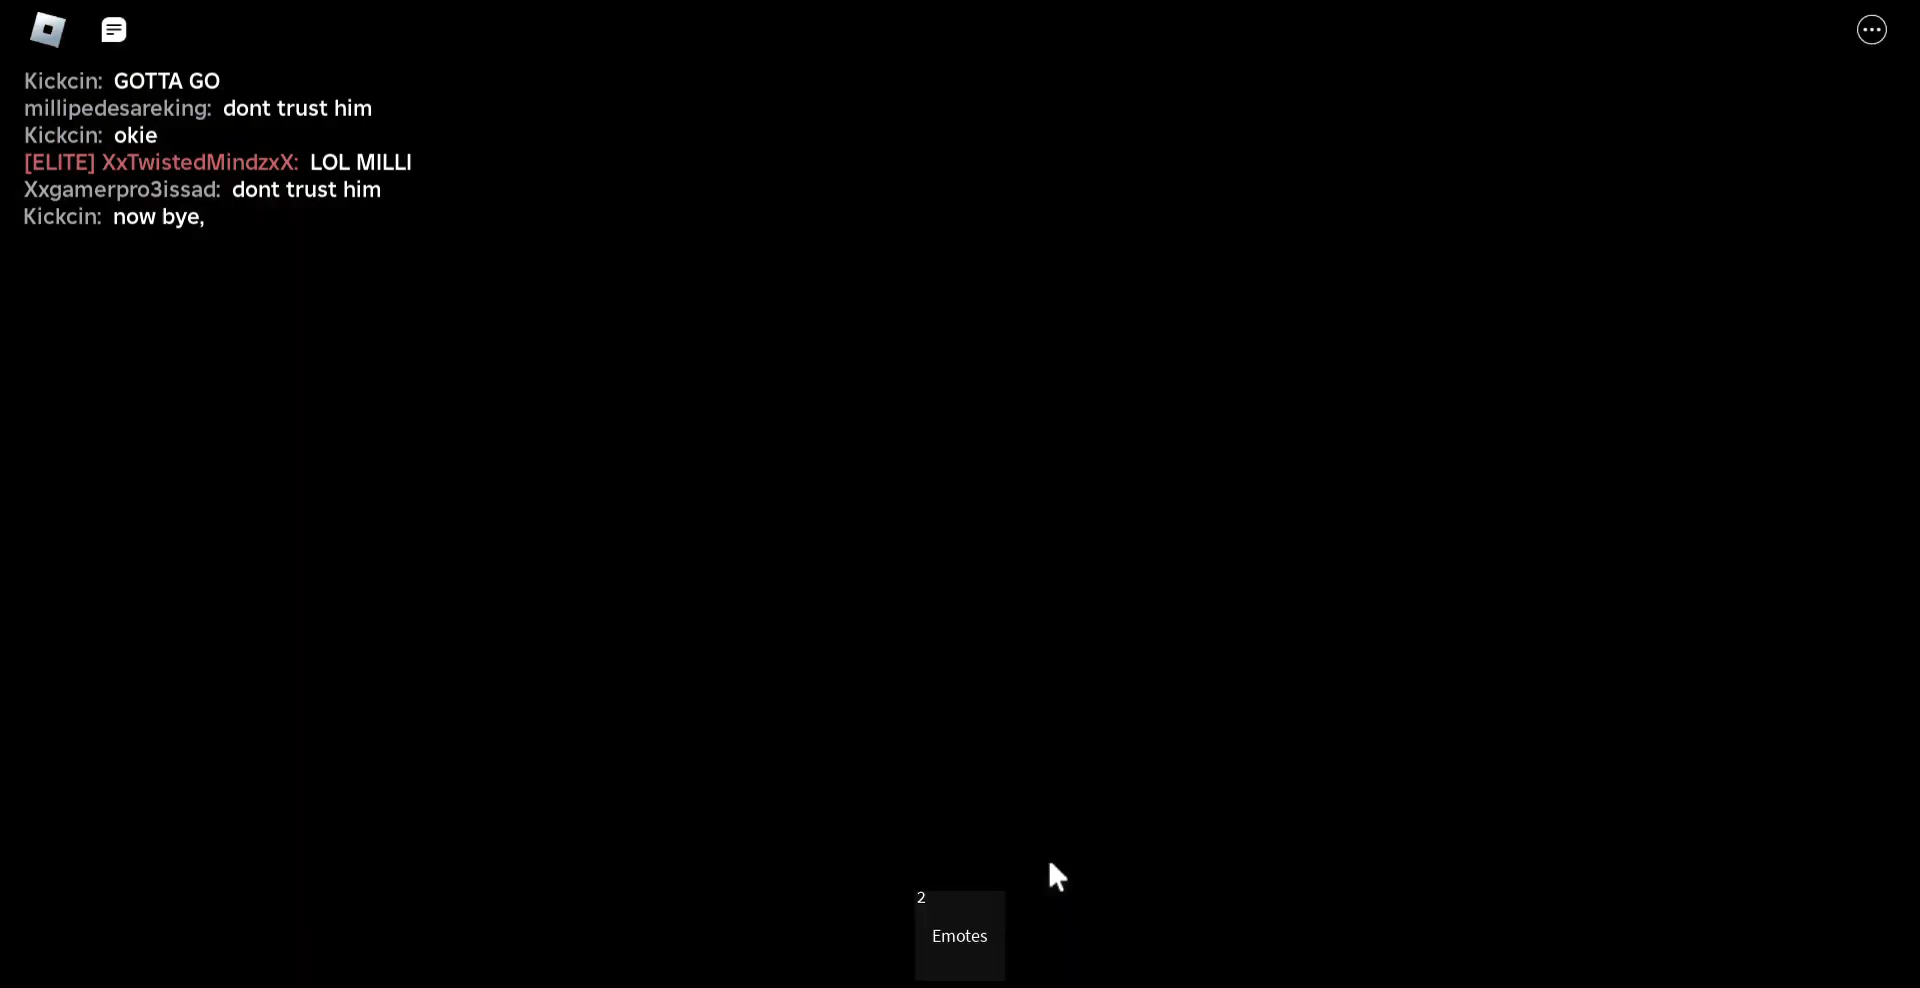 Kickcin: GOTTA GO
millipedesareking: dont trust him
Kickcin: okie
[ELITE] XxTwistedMindzxX: LOL MILLI
Xxgamerpro3issad: dont trust him
Kickcin: now bye,
2
Emotes